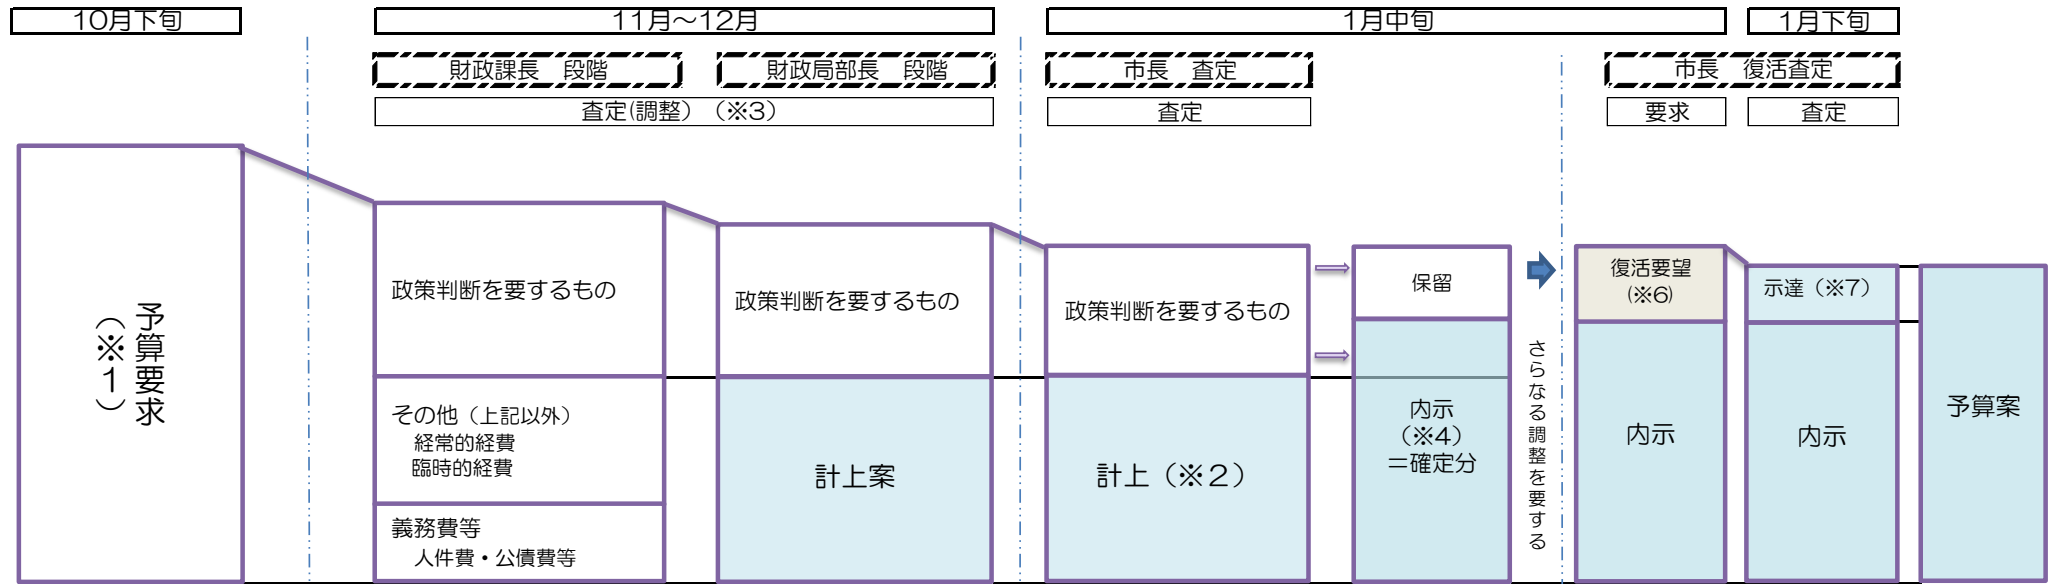 10月下旬
11月～12月
1月中旬
1月下旬
財政課長　段階
財政局部長　段階
市長　査定
市長　復活査定
査定(調整）（※3）
査定
要求
査定
予算要求
（※1）
政策判断を要するもの
その他（上記以外）
経常的経費
臨時的経費
義務費等
人件費・公債費等
政策判断を要するもの
計上案
政策判断を要するもの
計上（※2）
保留
内示
（※4）
＝確定分
さらなる調整を要する
復活要望
(※6)
内示
示達（※7）
内示
予算案